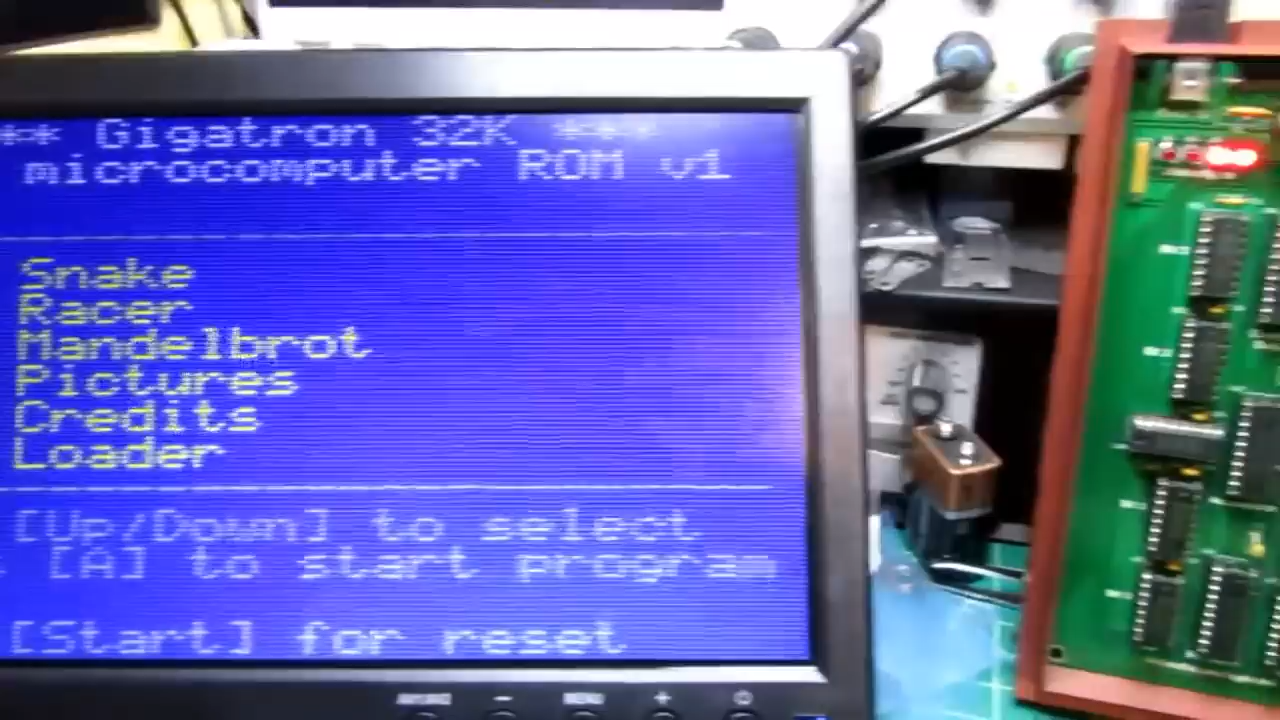 ** Gigatron 32K ***
microcomputer ROM v1
Snake
Racer
Mandelbrot
Pictures
Credits
Loader
[Up/Down] to select
[A] to start program
[Start] for reset
- MENU +